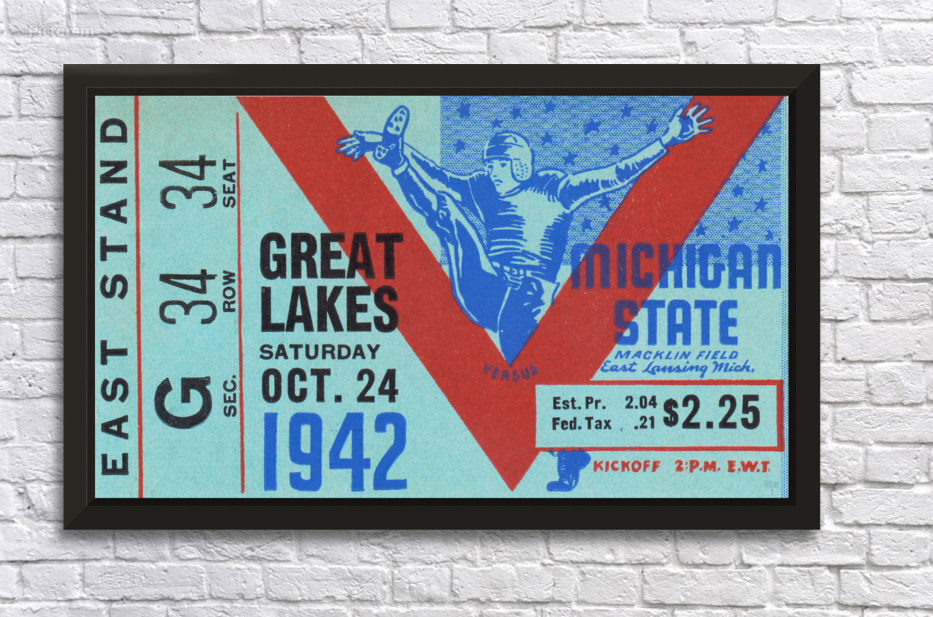 EAST STAND
SEC. G ROW 34 SEAT 34
GREAT
LAKES
SATURDAY
OCT. 24
1942
VERSUS
MICHIGAN
STATE
MACKLIN FIELD
East Lansing Mich.
Est. Pr. 2.04
Fed. Tax .21
$2.25
KICKOFF 2:P.M. E.W.T.